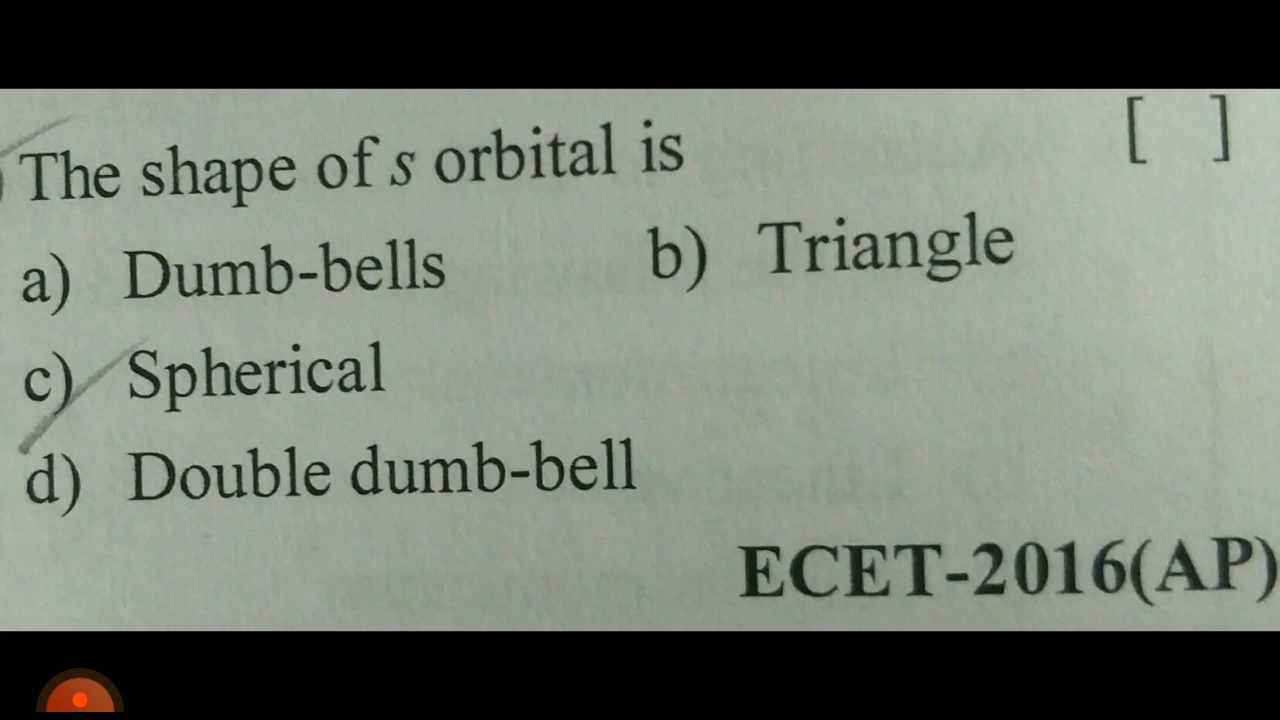 The shape of s orbital is [ ]
a) Dumb-bells b) Triangle
c) Spherical
d) Double dumb-bell
ECET-2016(AP)